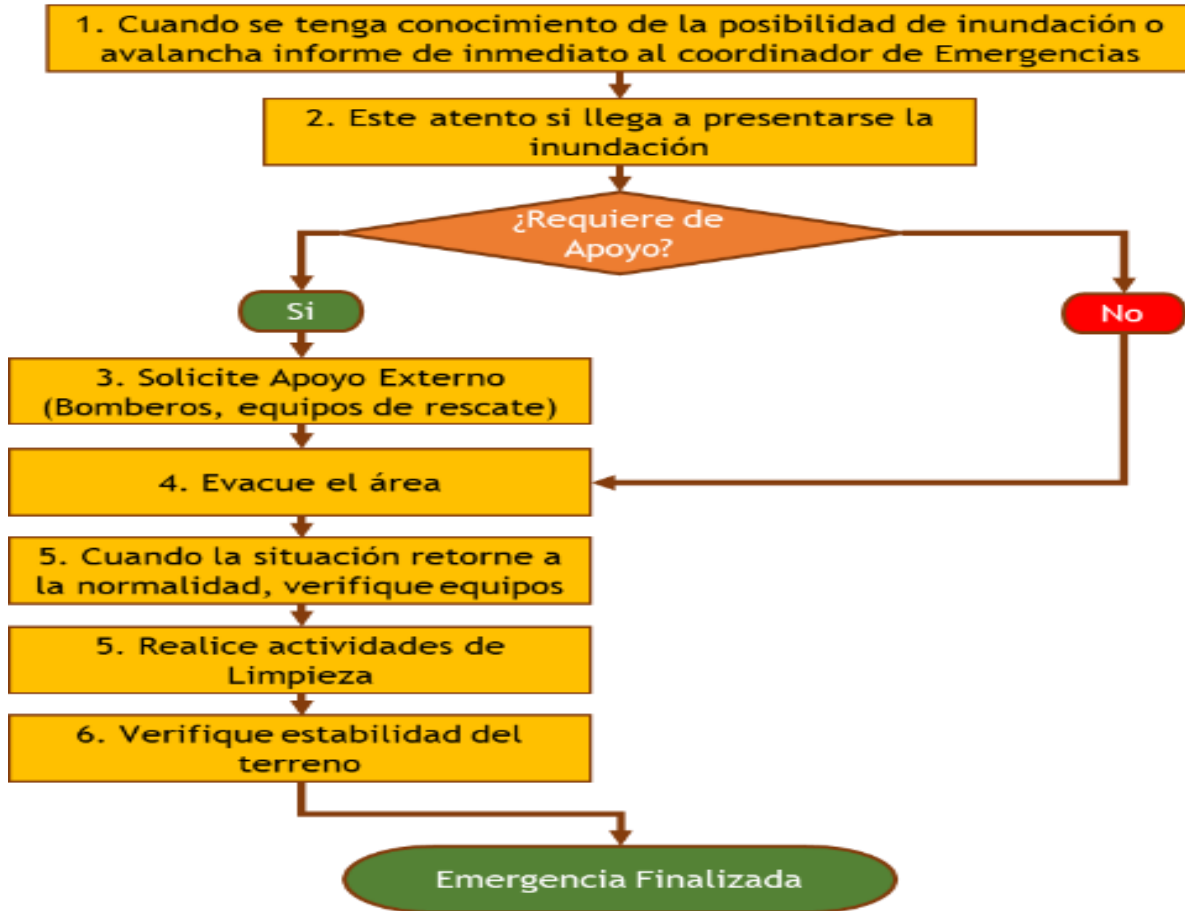 1. Cuando se tenga conocimiento de la posibilidad de inundación o
avalancha informe de inmediato al coordinador de Emergencias
2. Este atento si llega a presentarse la
inundación
¿Requiere de
Apoyo?
Si
No
3. Solicite Apoyo Externo
(Bomberos, equipos de rescate)
4. Evacue el área
5. Cuando la situación retorne a
la normalidad, verifique equipos
5. Realice actividades de
Limpieza
6. Verifique estabilidad del
terreno
Emergencia Finalizada